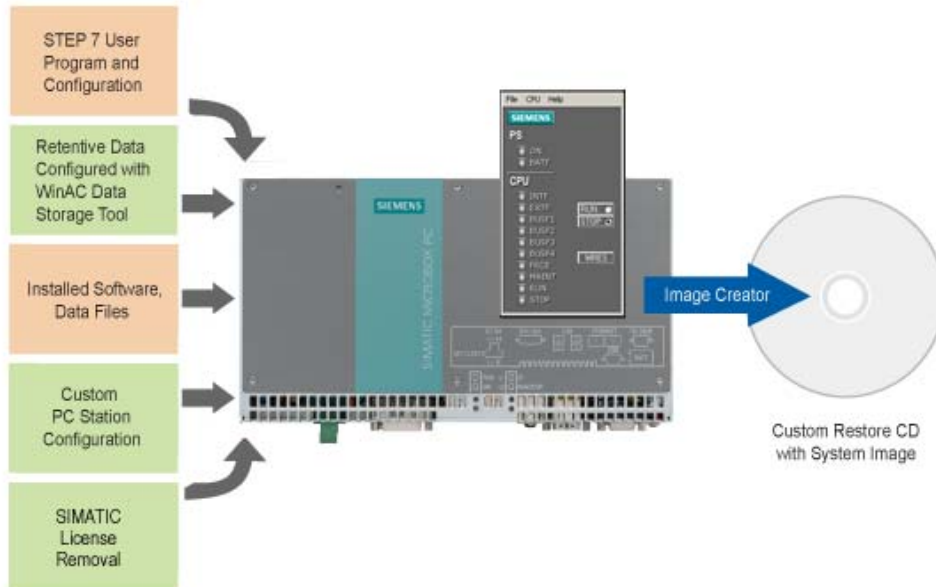 STEP 7 User
Program and
Configuration
Retentive Data
Configured with
WinAC Data
Storage Tool
Installed Software,
Data Files
Custom
PC Station
Configuration
SIMATIC
License
Removal
SIEMENS
SIMATIC MICROBOX PC
File CPU Help
SIEMENS
PS
ON
BATF
CPU
INTF
EXTF
BUSF1
BUSF2
BUSF3
BUSF4
FRCE
MAINT
RUN
STOP
RUN
STOP
MRES
Image Creator
Custom Restore CD
with System Image